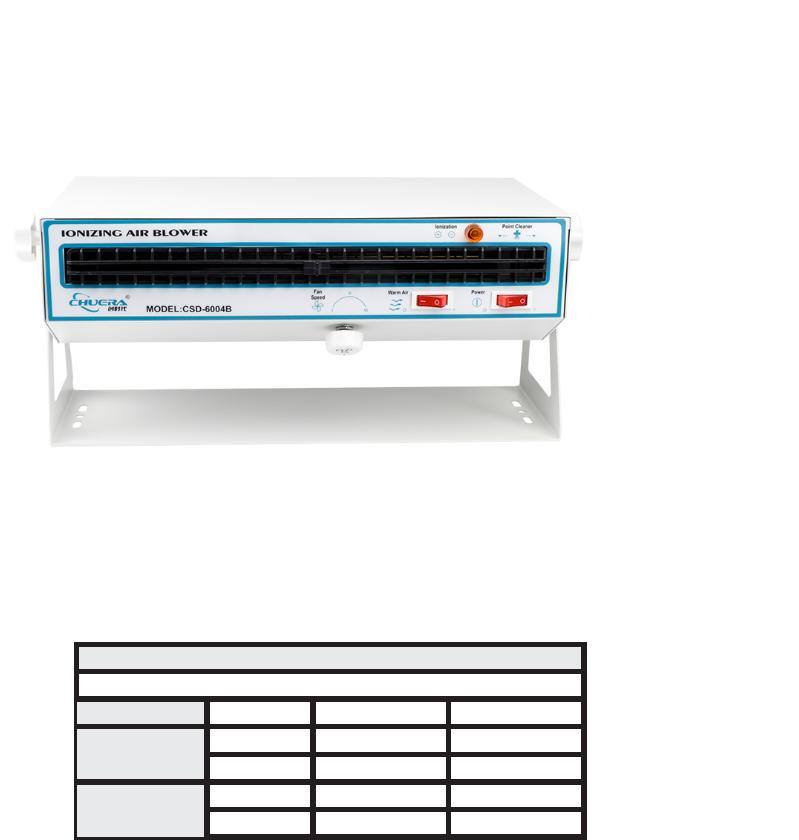 IONIZING AIR BLOWER
Ionization
Point Cleaner
CHUERA®
MODEL:CSD-6004B
Fan
Speed
Warm Air
Power